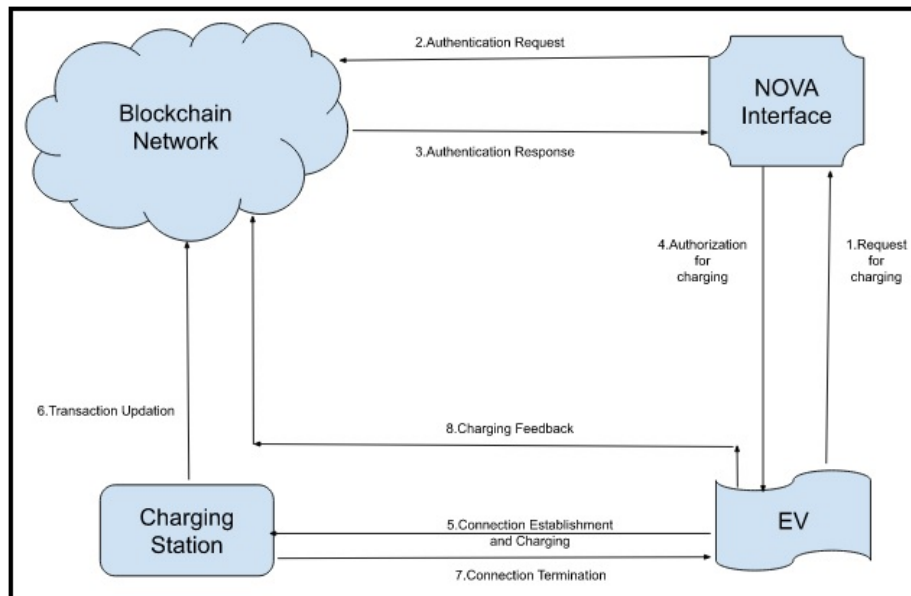 2.Authentication Request
Blockchain
Network
NOVA
Interface
3.Authentication Response
4.Authorization
for
charging
1.Request
for
charging
6.Transaction Updation
8.Charging Feedback
Charging
Station
5.Connection Establishment
and Charging
EV
7.Connection Termination